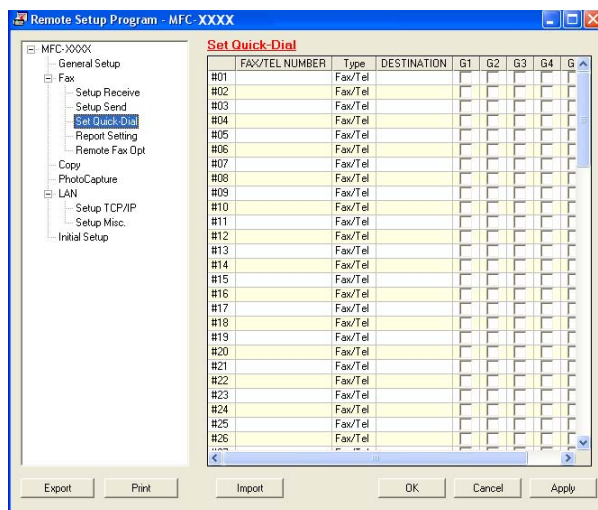 Remote Setup Program - MFC-XXXX
MFC-XXXX
General Setup
Fax
Setup Receive
Setup Send
Set Quick-Dial
Report Setting
Remote Fax Opt
Copy
PhotoCapture
LAN
Setup TCP/IP
Setup Misc.
Initial Setup
Set Quick-Dial
FAX/TEL NUMBER Type DESTINATION G1 G2 G3 G4 G
#01 Fax/Tel
#02 Fax/Tel
#03 Fax/Tel
#04 Fax/Tel
#05 Fax/Tel
#06 Fax/Tel
#07 Fax/Tel
#08 Fax/Tel
#09 Fax/Tel
#10 Fax/Tel
#11 Fax/Tel
#12 Fax/Tel
#13 Fax/Tel
#14 Fax/Tel
#15 Fax/Tel
#16 Fax/Tel
#17 Fax/Tel
#18 Fax/Tel
#19 Fax/Tel
#20 Fax/Tel
#21 Fax/Tel
#22 Fax/Tel
#23 Fax/Tel
#24 Fax/Tel
#25 Fax/Tel
#26 Fax/Tel
Export Print Import OK Cancel Apply